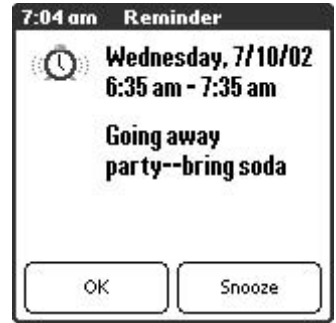 7:04 am Reminder
Wednesday, 7/10/02
6:35 am - 7:35 am
Going away
party--bring soda
OK Snooze